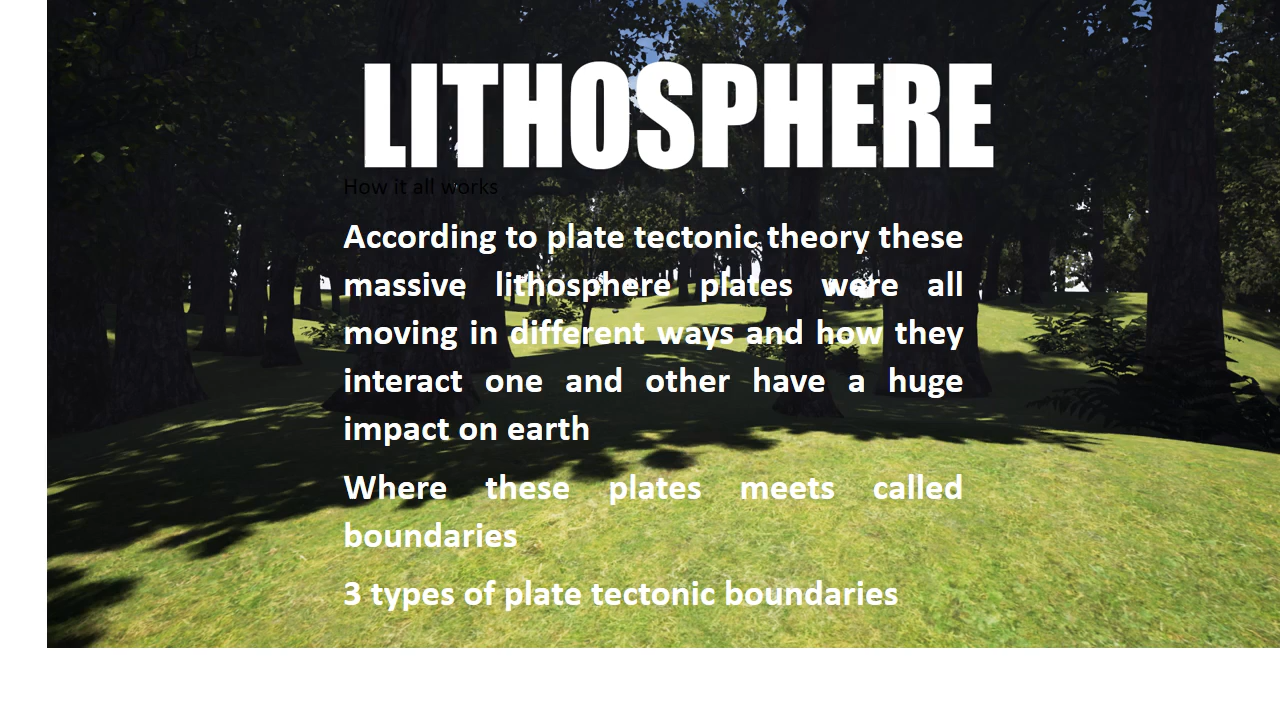 LITHOSPHERE
How it all works
According to plate tectonic theory these
massive lithosphere plates were all
moving in different ways and how they
interact one and other have a huge
impact on earth
Where these plates meets called
boundaries
3 types of plate tectonic boundaries